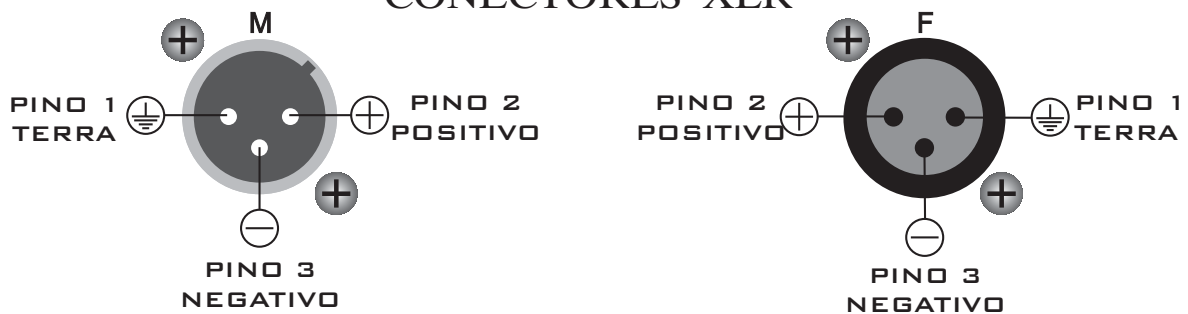 CONECTORES XLR
M
F
PINO 1
TERRA
PINO 2
POSITIVO
PINO 3
NEGATIVO
PINO 2
POSITIVO
PINO 1
TERRA
PINO 3
NEGATIVO